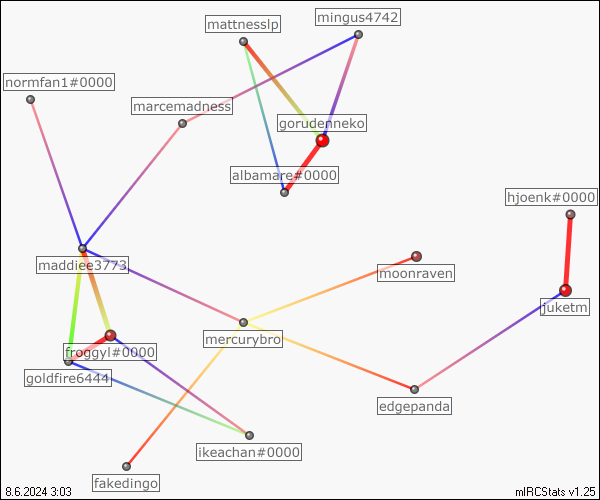 mingus4742
mattnesslp
normfan1#0000
marcemadness
gorudenneko
albamare#0000
hjoenk#0000
maddiee3773
moonraven
juketm
mercurybro
froggyl#0000
goldfire6444
edgepanda
ikeachan#0000
fakedingo
8.6.2024 3:03
mIRCStats v1.25